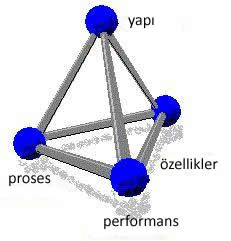 yapı
özellikler
proses
performans